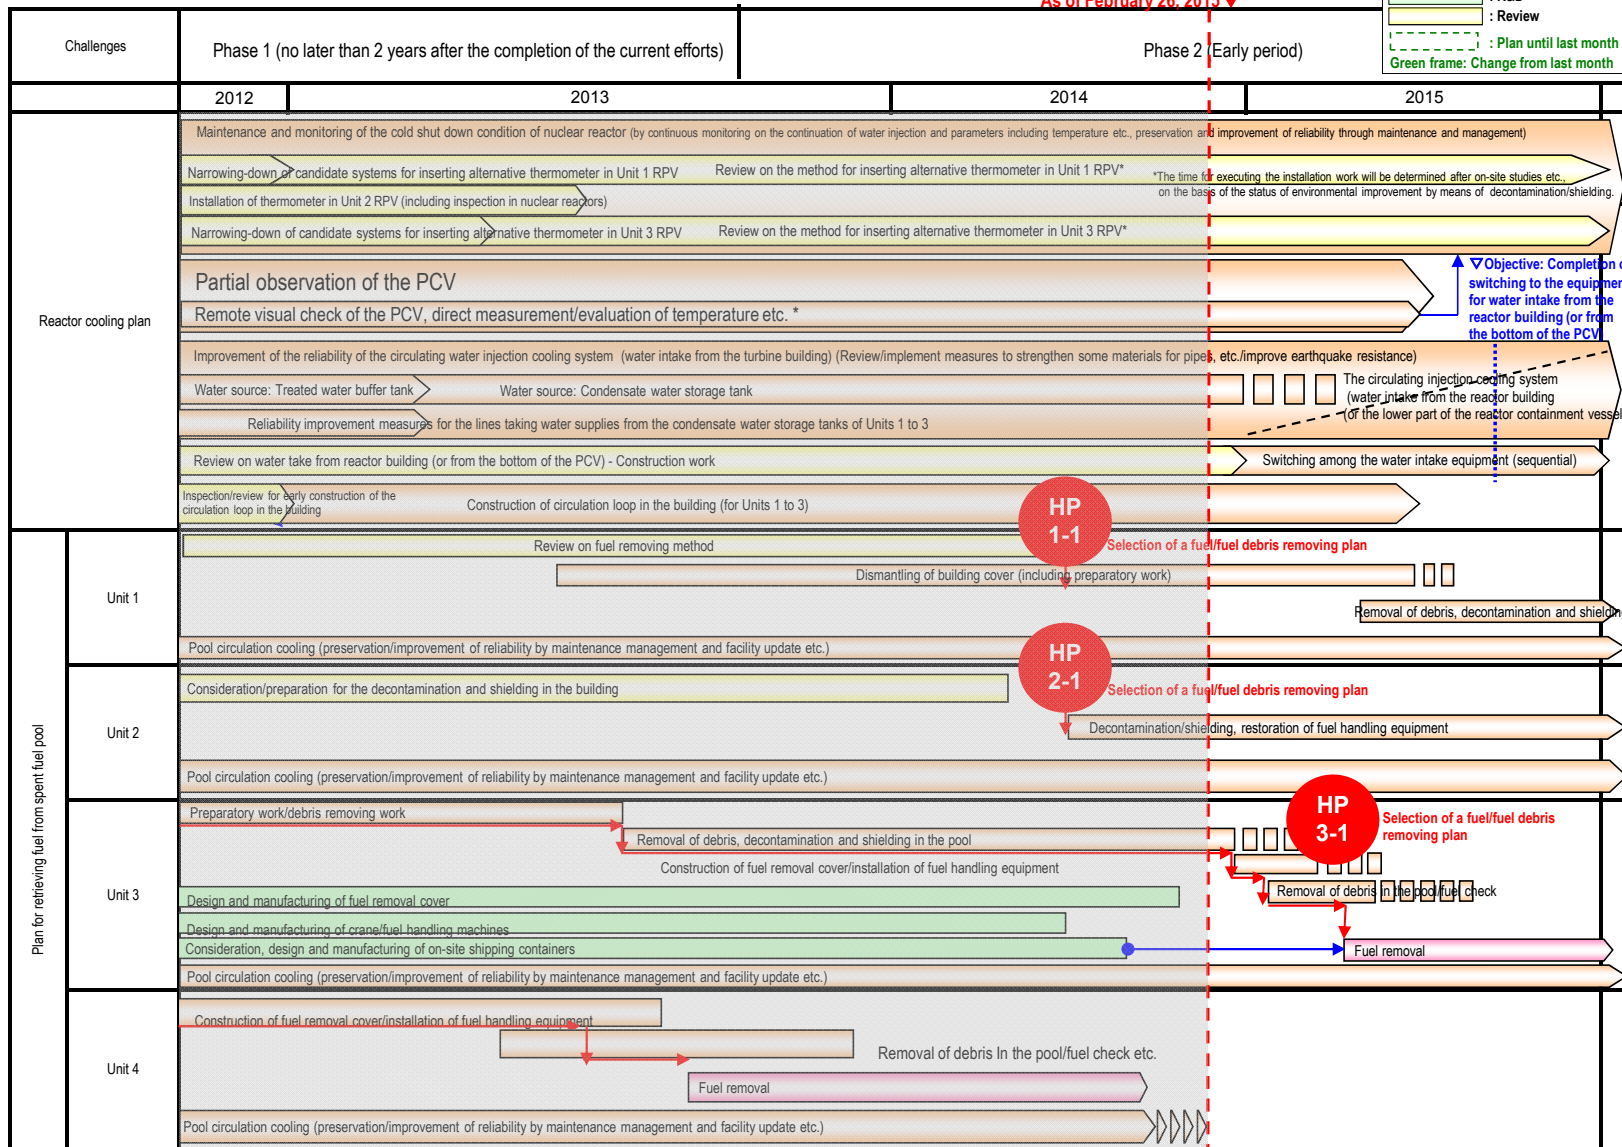 As of February 26, 2015 ▼
: R&D
: Review
: Plan until last month
Green frame: Change from last month
Challenges
Phase 1 (no later than 2 years after the completion of the current efforts)
Phase 2 (Early period)
2012
2013
2014
2015
Reactor cooling plan
Maintenance and monitoring of the cold shut down condition of nuclear reactor (by continuous monitoring on the continuation of water injection and parameters including temperature etc., preservation and improvement of reliability through maintenance and management)
Narrowing-down of candidate systems for inserting alternative thermometer in Unit 1 RPV
Review on the method for inserting alternative thermometer in Unit 1 RPV*
*The time for executing the installation work will be determined after on-site studies etc.,
on the basis of the status of environmental improvement by means of decontamination/shielding.
Installation of thermometer in Unit 2 RPV (including inspection in nuclear reactors)
Narrowing-down of candidate systems for inserting alternative thermometer in Unit 3 RPV
Review on the method for inserting alternative thermometer in Unit 3 RPV*
Partial observation of the PCV
Remote visual check of the PCV, direct measurement/evaluation of temperature etc. *
▽Objective: Completion
switching to the
for water intake from the
reactor building (or from
the bottom of the PCV)
Improvement of the reliability of the circulating water injection cooling system (water intake from the turbine building) (Review/implement measures to strengthen some materials for pipes, etc./improve earthquake resistance)
Water source: Treated water buffer tank
Water source: Condensate water storage tank
The circulating injection cooling system
(water intake from the reactor building
(or the lower part of the reactor containment vessel
Reliability improvement measures for the lines taking water supplies from the condensate water storage tanks of Units 1 to 3
Review on water take from reactor building (or from the bottom of the PCV) - Construction work
Switching among the water intake equipment (sequential)
Inspection/review for early construction of the
circulation loop in the building
Construction of circulation loop in the building (for Units 1 to 3)
Plan for retrieving fuel from spent fuel pool
Unit 1
Review on fuel removing method
HP
1-1
Selection of a fuel/fuel debris removing plan
Dismantling of building cover (including preparatory work)
Removal of debris, decontamination and
Pool circulation cooling (preservation/improvement of reliability by maintenance management and facility update etc.)
Unit 2
Consideration/preparation for the decontamination and shielding in the building
HP
2-1
Selection of a fuel/fuel debris removing plan
Decontamination/shielding, restoration of fuel handling equipment
Pool circulation cooling (preservation/improvement of reliability by maintenance management and facility update etc.)
Unit 3
Preparatory work/debris removing work
HP
3-1
Selection of a fuel/fuel debris
removing plan
Removal of debris, decontamination and shielding in the pool
Construction of fuel removal cover/installation of fuel handling equipment
Removal of debris in the pool/fuel check
Design and manufacturing of fuel removal cover
Design and manufacturing of crane/fuel handling machines
Consideration, design and manufacturing of on-site shipping containers
Fuel removal
Pool circulation cooling (preservation/improvement of reliability by maintenance management and facility update etc.)
Unit 4
Construction of fuel removal cover/installation of fuel handling equipment
Removal of debris In the pool/fuel check etc.
Fuel removal
Pool circulation cooling (preservation/improvement of reliability by maintenance management and facility update etc.)